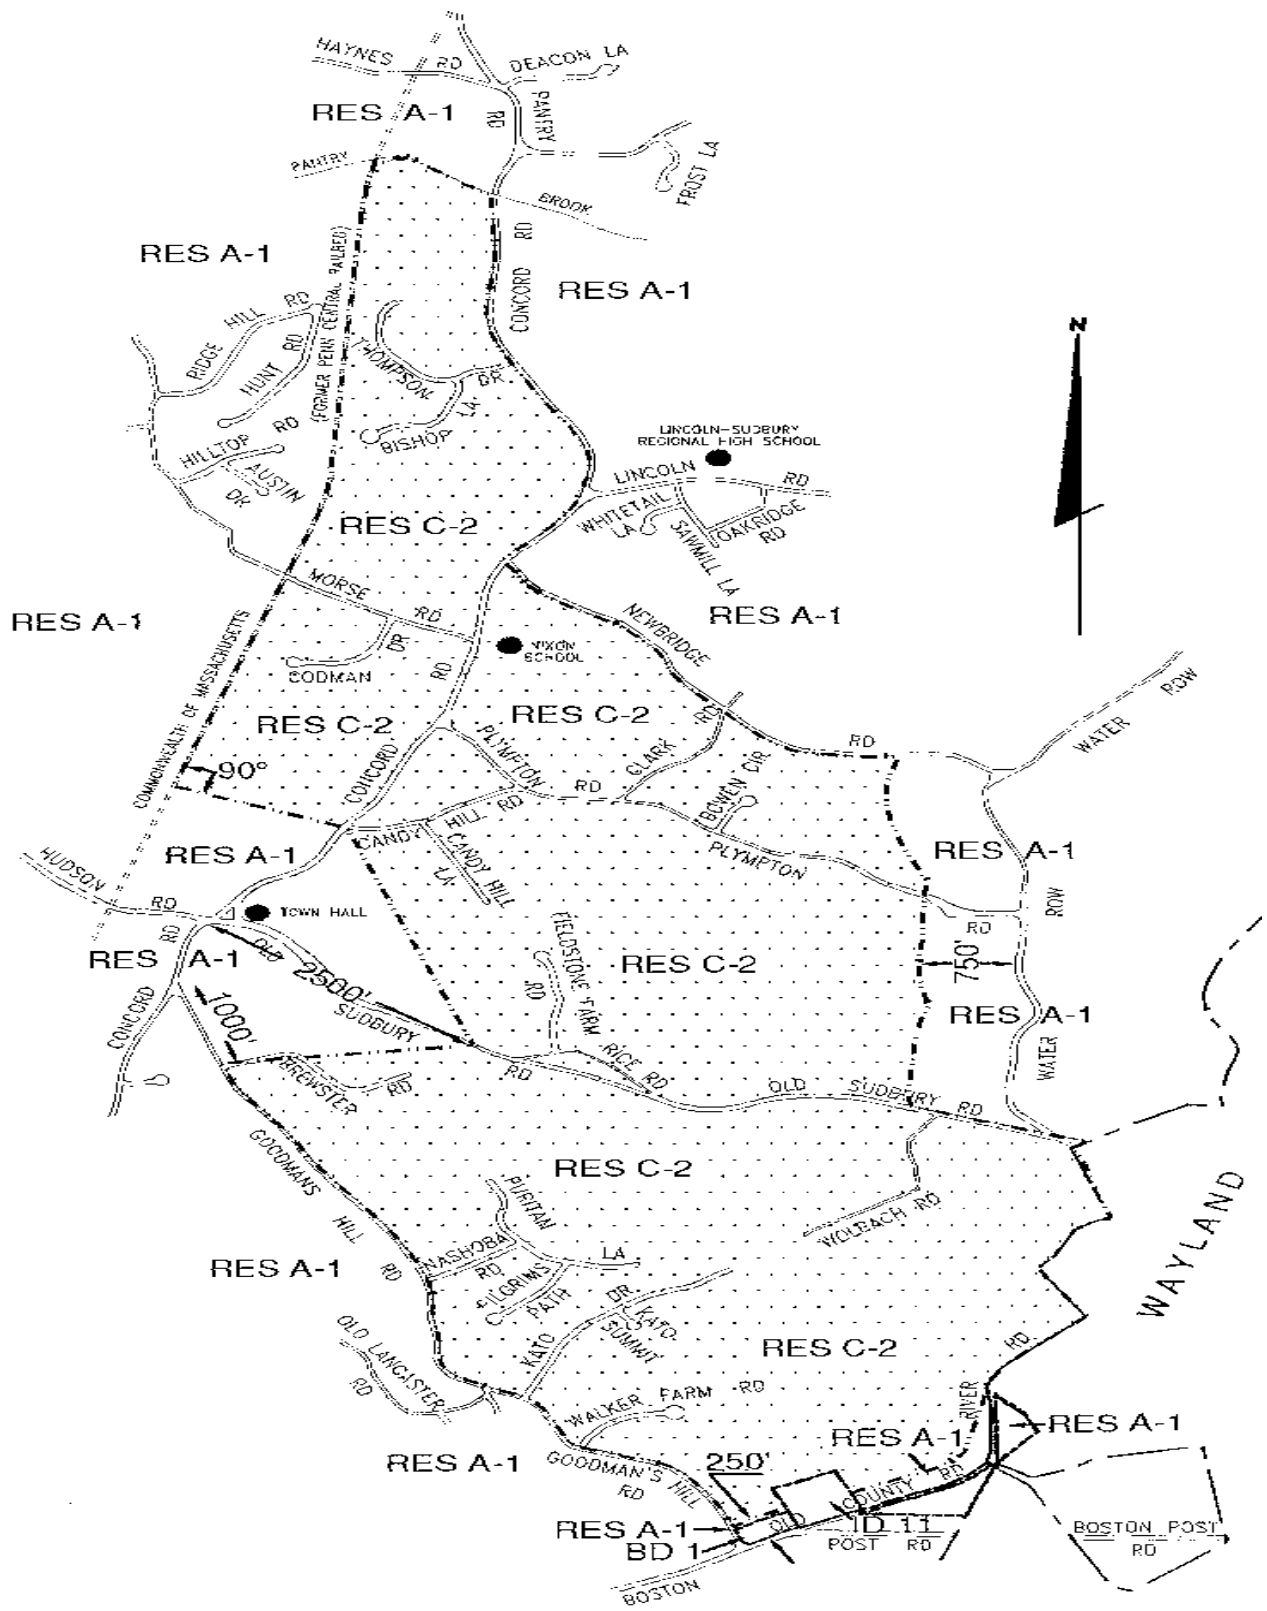 HAYNES RD
DEACON LA
RES A-1
PANTRY RD
PANTRY
BROOK
FROST LA
RES A-1
(FORMER PENN CENTRAL RAILRED)
CONCORD RD
RES A-1
RIDGE HILL RD
HUNT RD
THOMPSON DR
BISHOP LA
HILLTOP RD
AUSTIN
DR
N
LINCOLN-SUDBURY
REGIONAL HIGH SCHOOL
LINCOLN RD
WHITETAIL
LA
SAWMILL LA
OAKRIDGE
RD
RES C-2
MORSE RD
RES A-1
COMMONWEALTH OF MASSACHUSETTS
CODMAN DR
NIXON
SCHOOL
NEWBRIDGE RD
RES A-1
RES C-2
RES C-2
CONCORD RD
PLYMPTON RD
CLARK RD
BOWEN CIR
WATER ROW
90°
RES A-1
CANDY HILL RD
CANDY HILL
LA
PLYMPTON
RD
RES A-1
HUDSON RD
TOWN HALL
RES A-1
CONCORD RD
OLD SUDBURY RD
2500'
1000'
FIELDSTONE FARM
RD
RES C-2
750'
RES A-1
WATER ROW
BREWSTER RD
RICE RD
OLD SUDBURY RD
GOODMANS HILL RD
RES C-2
PURITAN LA
WOLBACH RD
WAYLAND
RES A-1
NASHOBA
RD
PILGRIMS
PATH
KATO DR
KATO
SUMMIT
OLD LANCASTER
RD
RES C-2
WALKER FARM RD
RIVER RD
RES A-1
RES A-1
RES A-1
GOODMAN'S HILL
RD
250'
OLD COUNTY RD
RES A-1
BD 1
ID 11
BOSTON POST RD
BOSTON POST
RD